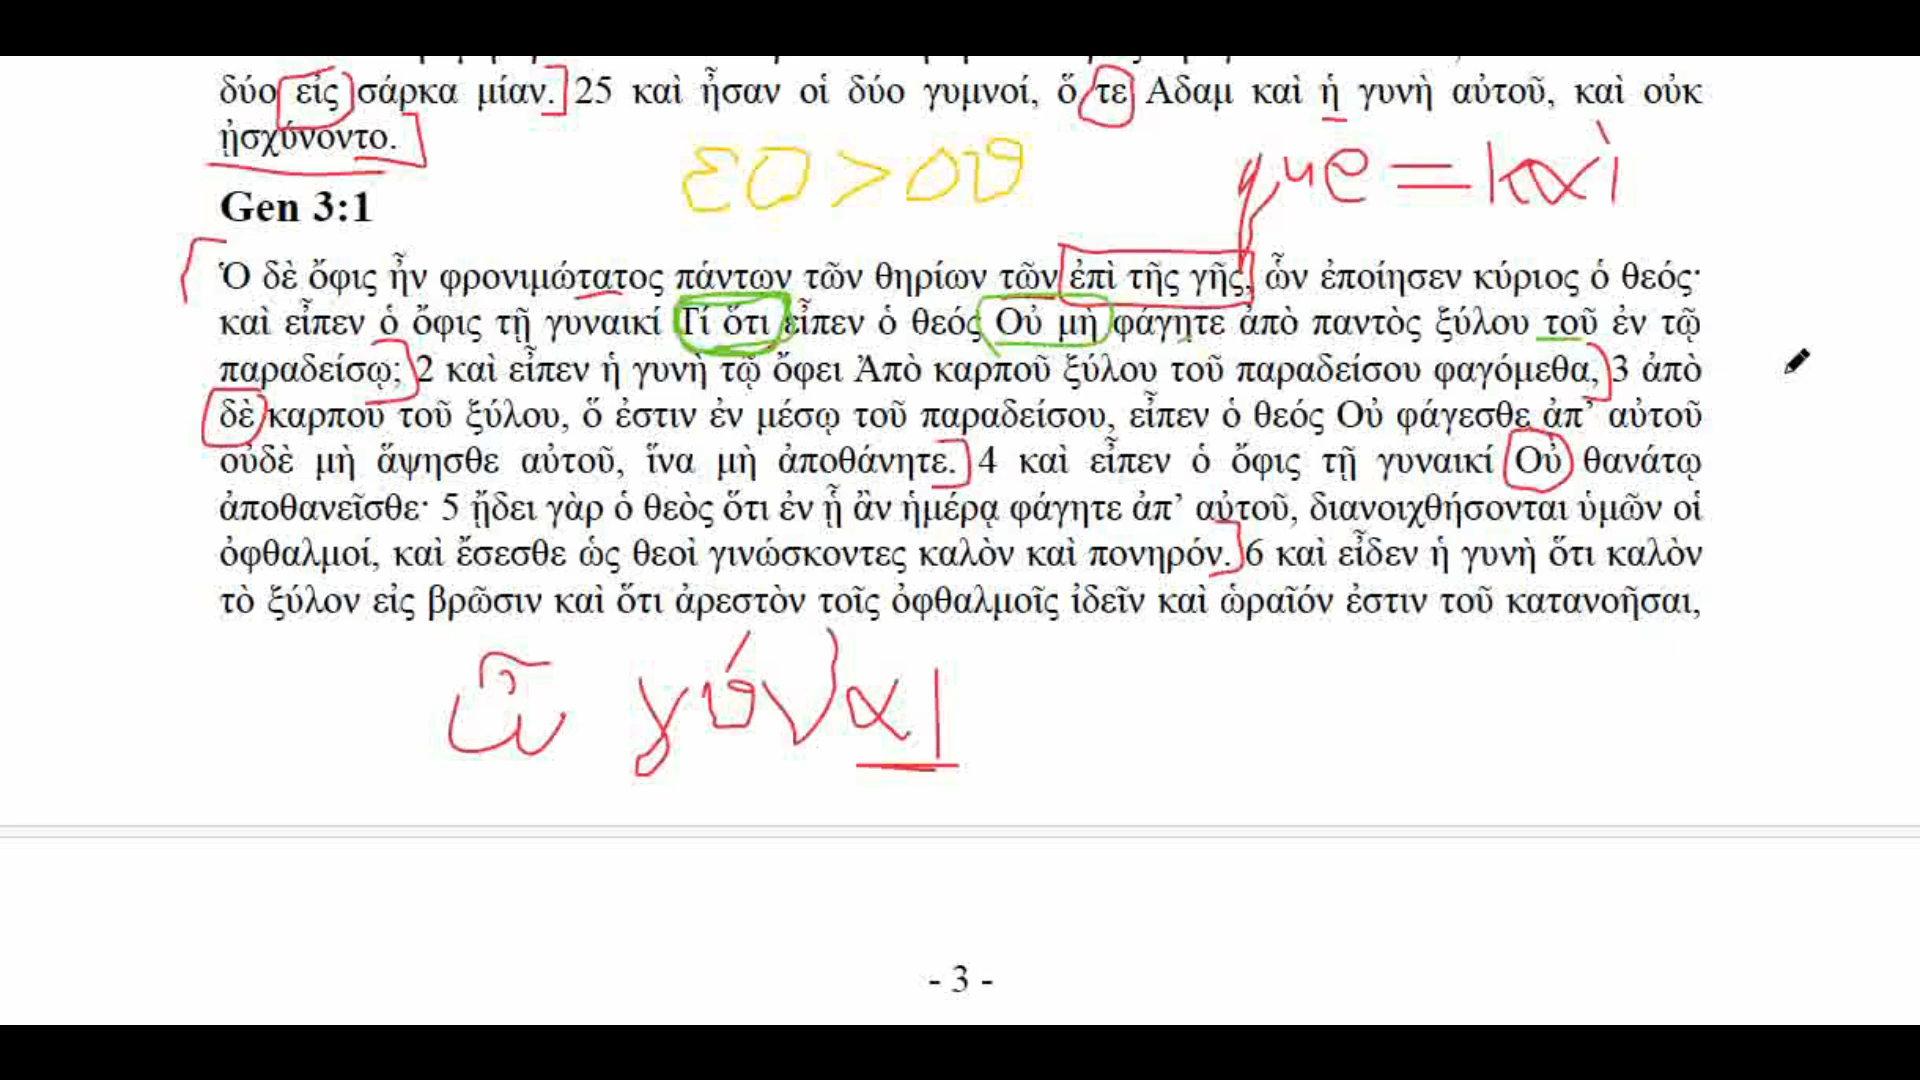 δύο εἰς σάρκα μίαν. 25 καὶ ἦσαν οἱ δύο γυμνοί, ὅ τε Αδαμ καὶ ἡ γυνὴ αὐτοῦ, καὶ οὐκ
ᾐσχύνοντο.
εο > ου
que = καὶ
Gen 3:1
Ὁ δὲ ὄφις ἦν φρονιμώτατος πάντων τῶν θηρίων τῶν ἐπὶ τῆς γῆς, ὧν ἐποίησεν κύριος ὁ θεός·
καὶ εἶπεν ὁ ὄφις τῇ γυναικί Τί ὅτι εἶπεν ὁ θεός Οὐ μὴ φάγητε ἀπὸ παντὸς ξύλου τοῦ ἐν τῷ
παραδείσῳ; 2 καὶ εἶπεν ἡ γυνὴ τῷ ὄφει Ἀπὸ καρποῦ ξύλου τοῦ παραδείσου φαγόμεθα, 3 ἀπὸ
δὲ καρποῦ τοῦ ξύλου, ὅ ἐστιν ἐν μέσῳ τοῦ παραδείσου, εἶπεν ὁ θεός Οὐ φάγεσθε ἀπ’ αὐτοῦ
οὐδὲ μὴ ἅψησθε αὐτοῦ, ἵνα μὴ ἀποθάνητε. 4 καὶ εἶπεν ὁ ὄφις τῇ γυναικί Οὐ θανάτῳ
ἀποθανεῖσθε· 5 ᾔδει γὰρ ὁ θεὸς ὅτι ἐν ᾗ ἂν ἡμέρᾳ φάγητε ἀπ’ αὐτοῦ, διανοιχθήσονται ὑμῶν οἱ
ὀφθαλμοί, καὶ ἔσεσθε ὡς θεοὶ γινώσκοντες καλὸν καὶ πονηρόν. 6 καὶ εἶδεν ἡ γυνὴ ὅτι καλὸν
τὸ ξύλον εἰς βρῶσιν καὶ ὅτι ἀρεστὸν τοῖς ὀφθαλμοῖς ἰδεῖν καὶ ὡραῖόν ἐστιν τοῦ κατανοῆσαι,
ὦ γύναι
- 3 -